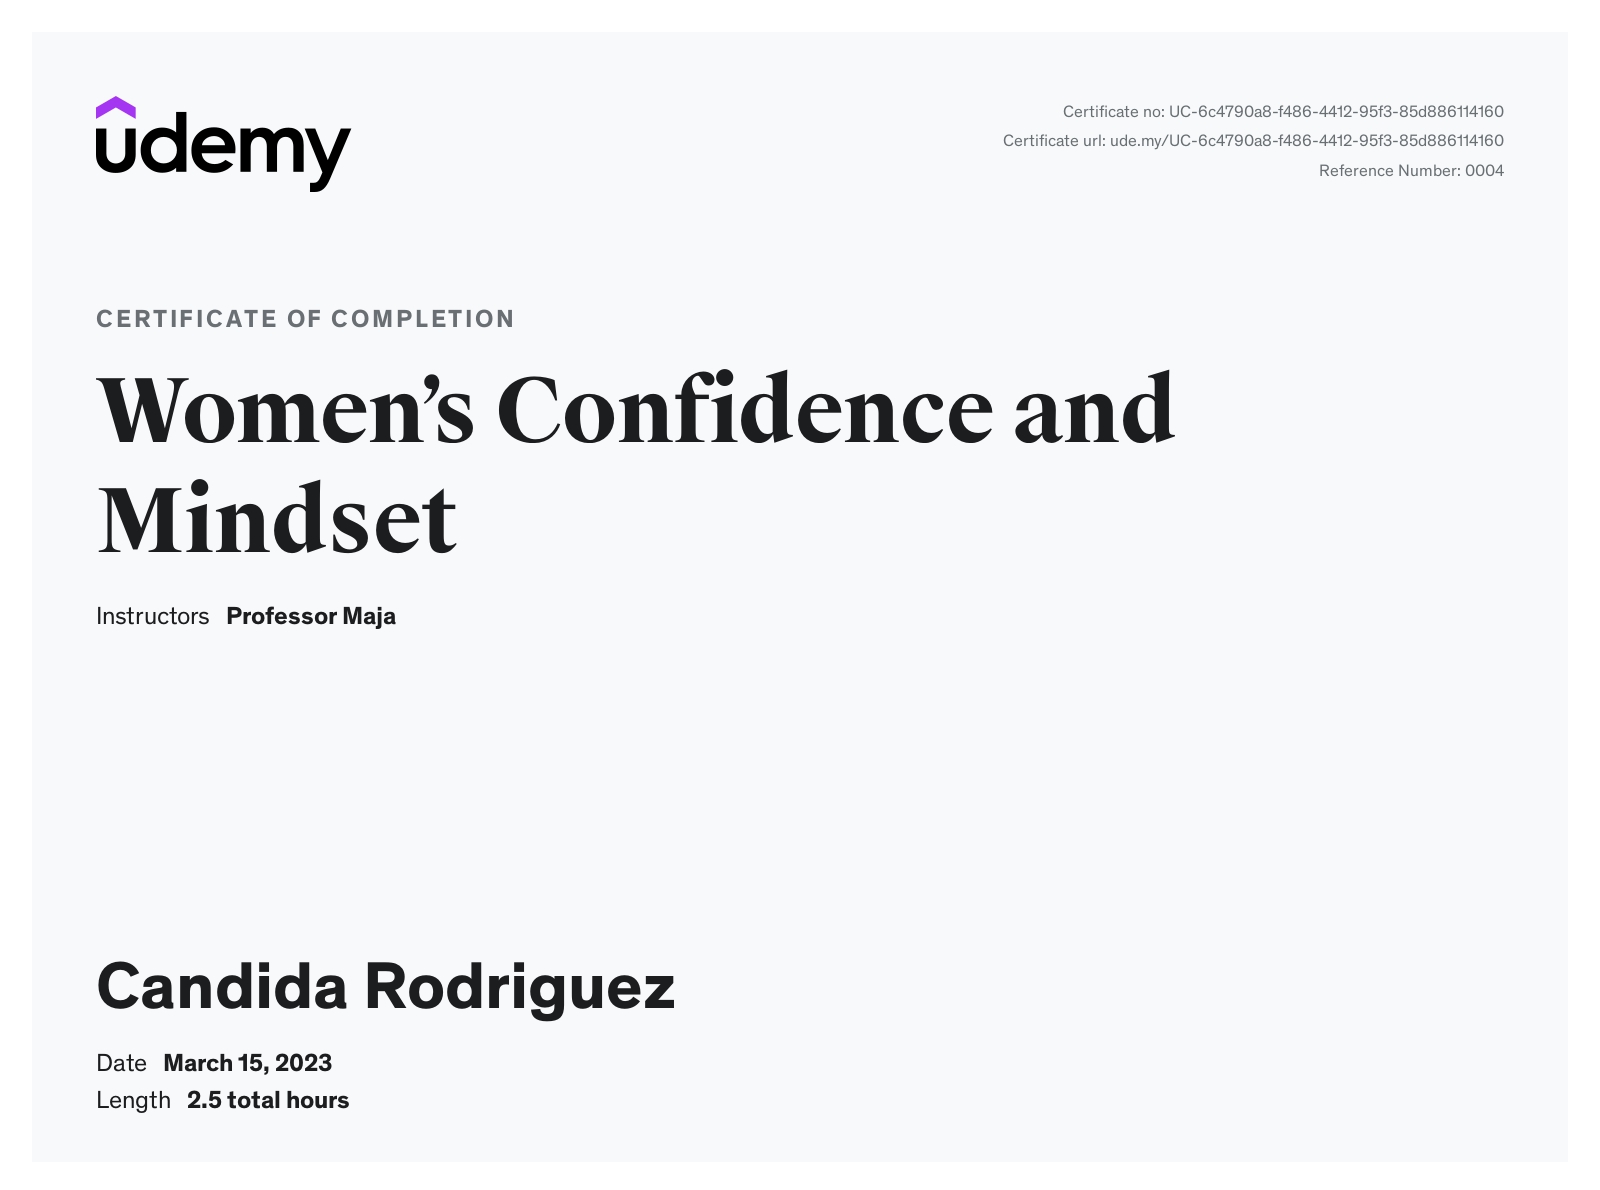 udemy
Certificate no: UC-6c4790a8-f486-4412-95f3-85d886114160
Certificate url: ude.my/UC-6c4790a8-f486-4412-95f3-85d886114160
Reference Number: 0004
CERTIFICATE OF COMPLETION
Women’s Confidence and
Mindset
Instructors Professor Maja
Candida Rodriguez
Date March 15, 2023
Length 2.5 total hours